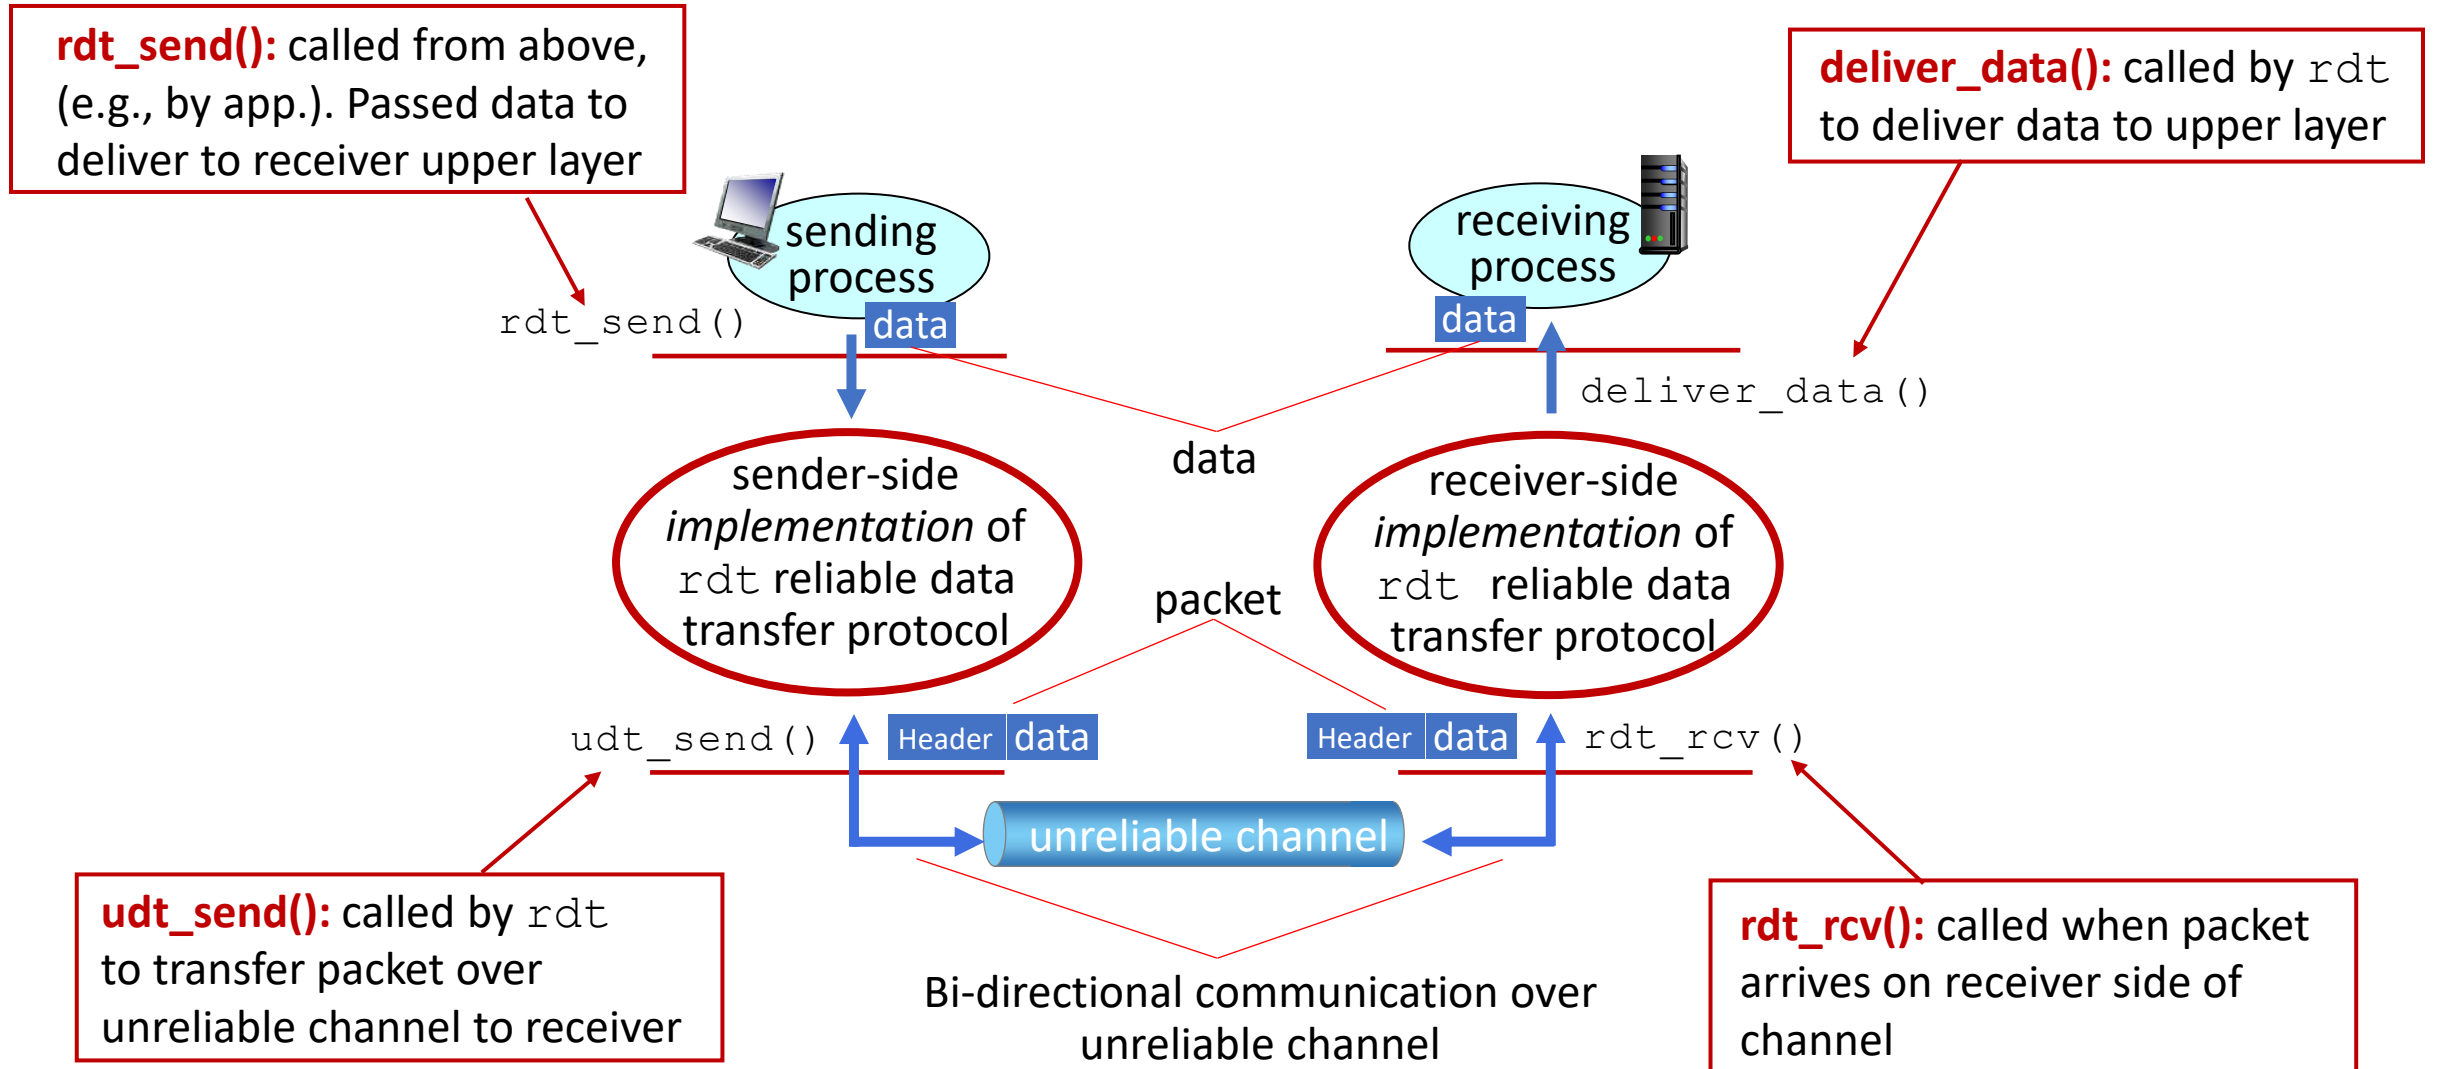 rdt_send(): called from above,
(e.g., by app.). Passed data to
deliver to receiver upper layer
deliver_data(): called by rdt
to deliver data to upper layer
sending
process
receiving
process
rdt_send()
data
data
deliver_data()
data
sender-side
implementation of
rdt reliable data
transfer protocol
receiver-side
implementation of
rdt reliable data
transfer protocol
packet
udt_send()
Header data
Header data
rdt_rcv()
unreliable channel
udt_send(): called by rdt
to transfer packet over
unreliable channel to receiver
Bi-directional communication over
unreliable channel
rdt_rcv(): called when packet
arrives on receiver side of
channel